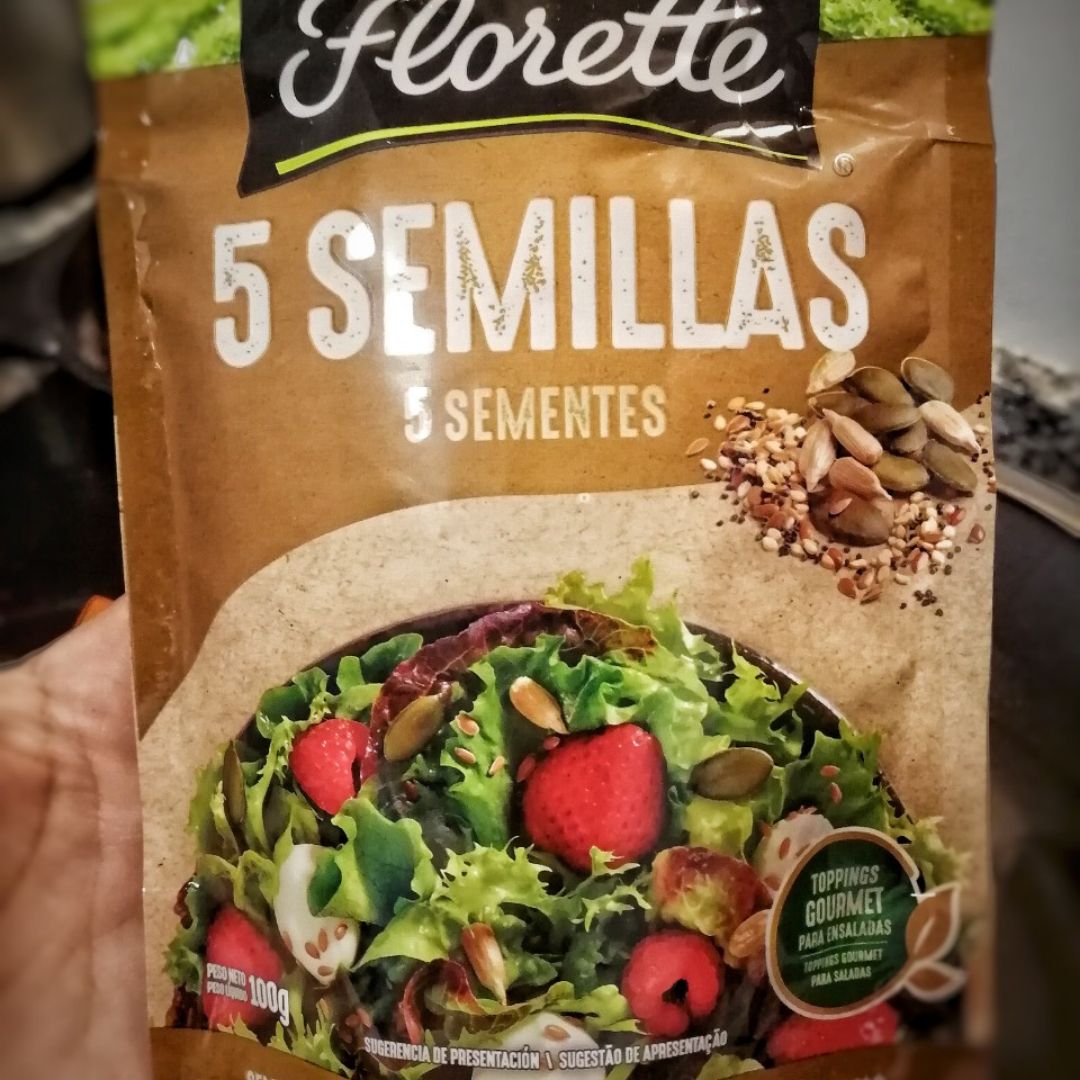 Florette
®
5 SEMILLAS
5 SEMENTES
TOPPINGS
GOURMET
PARA ENSALADAS
TOPPINGS GOURMET
PARA SALADAS
PESO NETO
PESO LÍQUIDO 100g
SUGERENCIA DE PRESENTACIÓN \ SUGESTÃO DE APRESENTAÇÃO